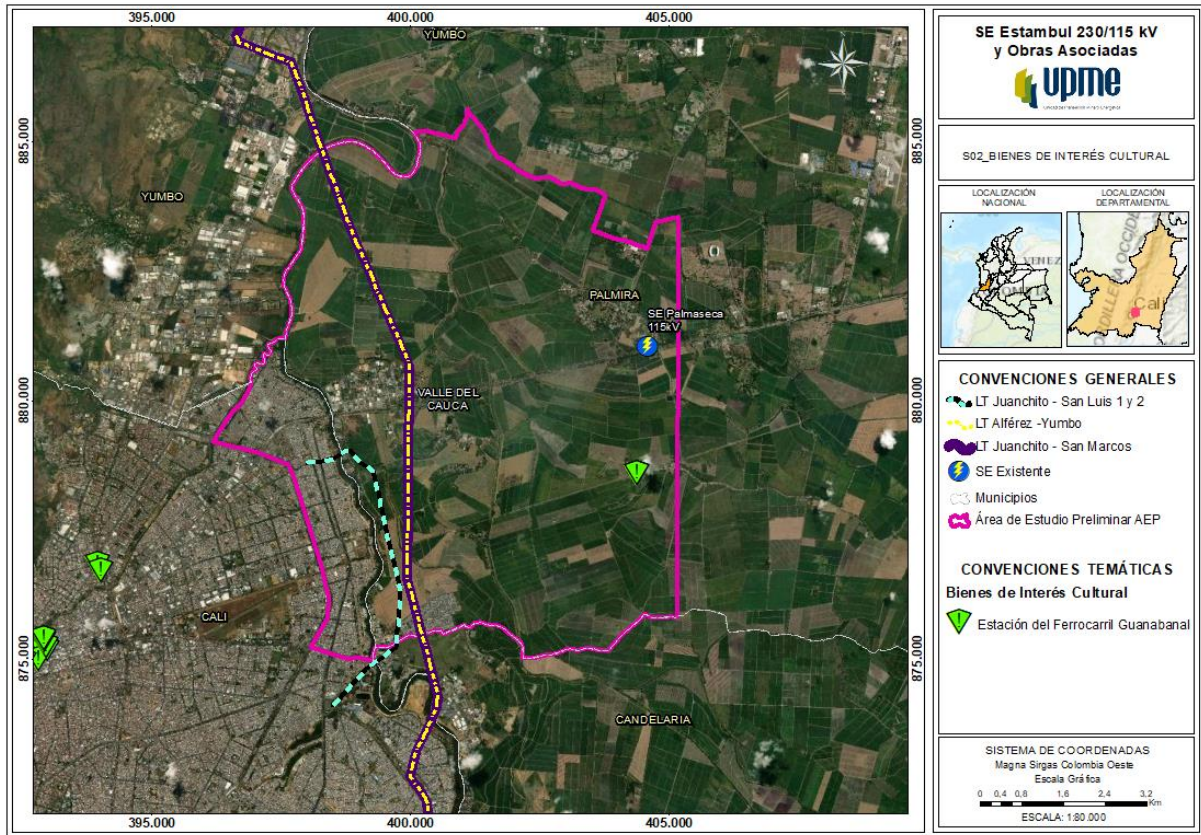 395.000
400.000
405.000
YUMBO
885.000
885.000
YUMBO
PALMIRA
SE Palmaseca
115kV
880.000
880.000
VALLE DEL
CAUCA
CALI
875.000
875.000
CANDELARIA
395.000
400.000
405.000
SE Estambul 230/115 kV
y Obras Asociadas
upme
S02_BIENES DE INTERÉS CULTURAL
LOCALIZACIÓN
NACIONAL
LOCALIZACIÓN
DEPARTAMENTAL
VENEZ
Cali
CONVENCIONES GENERALES
LT Juanchito - San Luis 1 y 2
LT Alférez -Yumbo
LT Juanchito - San Marcos
SE Existente
Municipios
Área de Estudio Preliminar AEP
CONVENCIONES TEMÁTICAS
Bienes de Interés Cultural
Estación del Ferrocarril Guanabanal
SISTEMA DE COORDENADAS
Magna Sirgas Colombia Oeste
Escala Gráfica
0 0,4 0,8 1,6 2,4 3,2
Km
ESCALA: 1:80.000